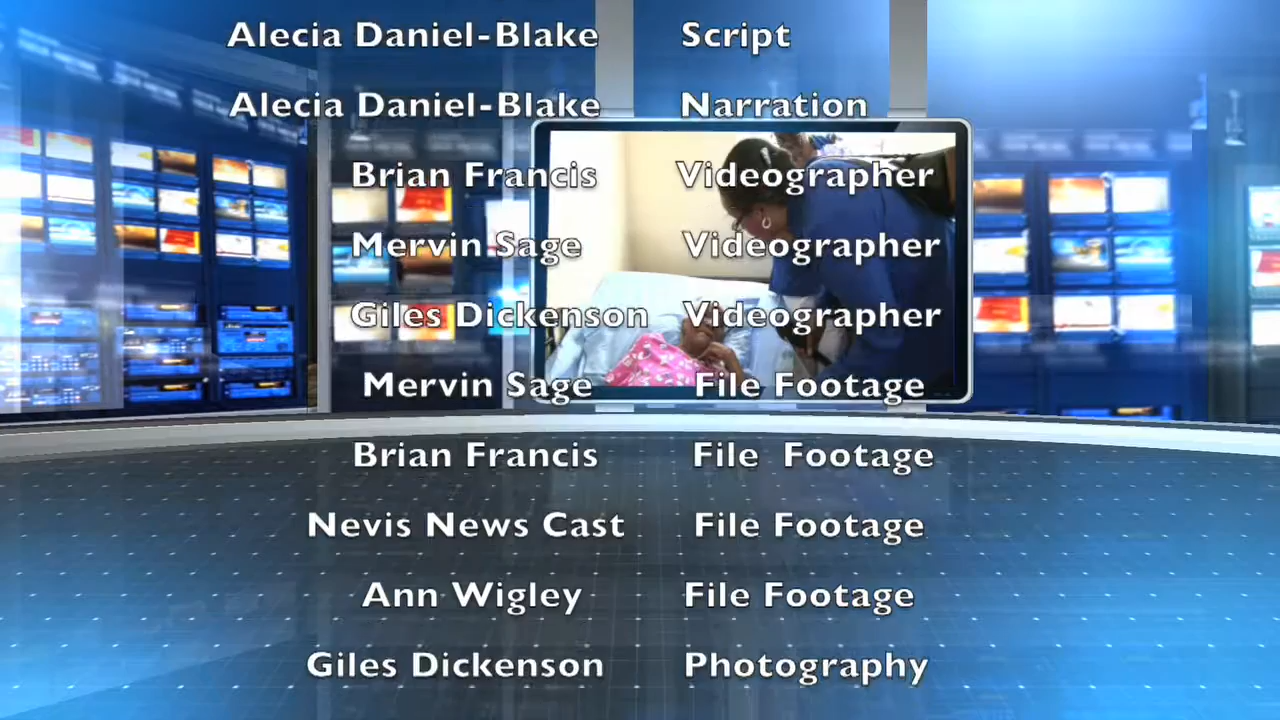 Alecia Daniel-Blake Script
Alecia Daniel-Blake Narration
Brian Francis Videographer
Mervin Sage Videographer
Giles Dickenson Videographer
Mervin Sage File Footage
Brian Francis File Footage
Nevis News Cast File Footage
Ann Wigley File Footage
Giles Dickenson Photography